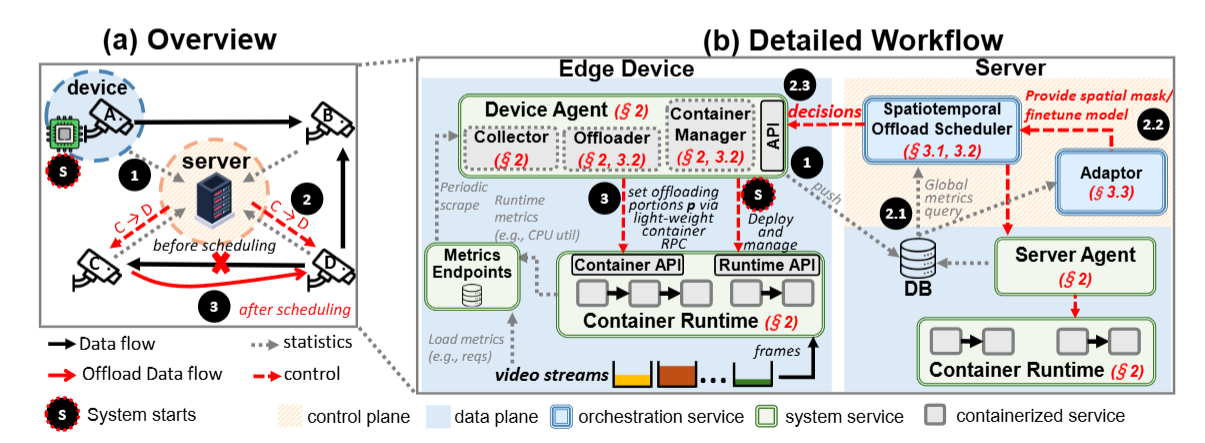 (a) Overview
(b) Detailed Workflow
device
A
B
S
1
server
2
C → D
C → D
before scheduling
C
D
3
after scheduling
Data flow
statistics
Offload Data flow
control
S
System starts
control plane
data plane
orchestration service
system service
containerized service
Edge Device
Device Agent (§ 2)
Collector
(§ 2)
Offloader
(§ 2, 3.2)
Container
Manager
(§ 2, 3.2)
API
2.3
decisions
1
push
Periodic
scrape
Runtime
metrics
(e.g., CPU util)
3
set offloading
portions p via
light-weight
container
RPC
S
Deploy
and
manage
Metrics
Endpoints
Container API
Runtime API
Container Runtime (§ 2)
Load metrics
(e.g., reqs)
frames
video streams
Server
Spatiotemporal
Offload Scheduler
(§ 3.1, 3.2)
Provide spatial mask/
finetune model
2.2
Adaptor
(§ 3.3)
Global
metrics
query
2.1
DB
Server Agent
(§ 2)
Container Runtime (§ 2)